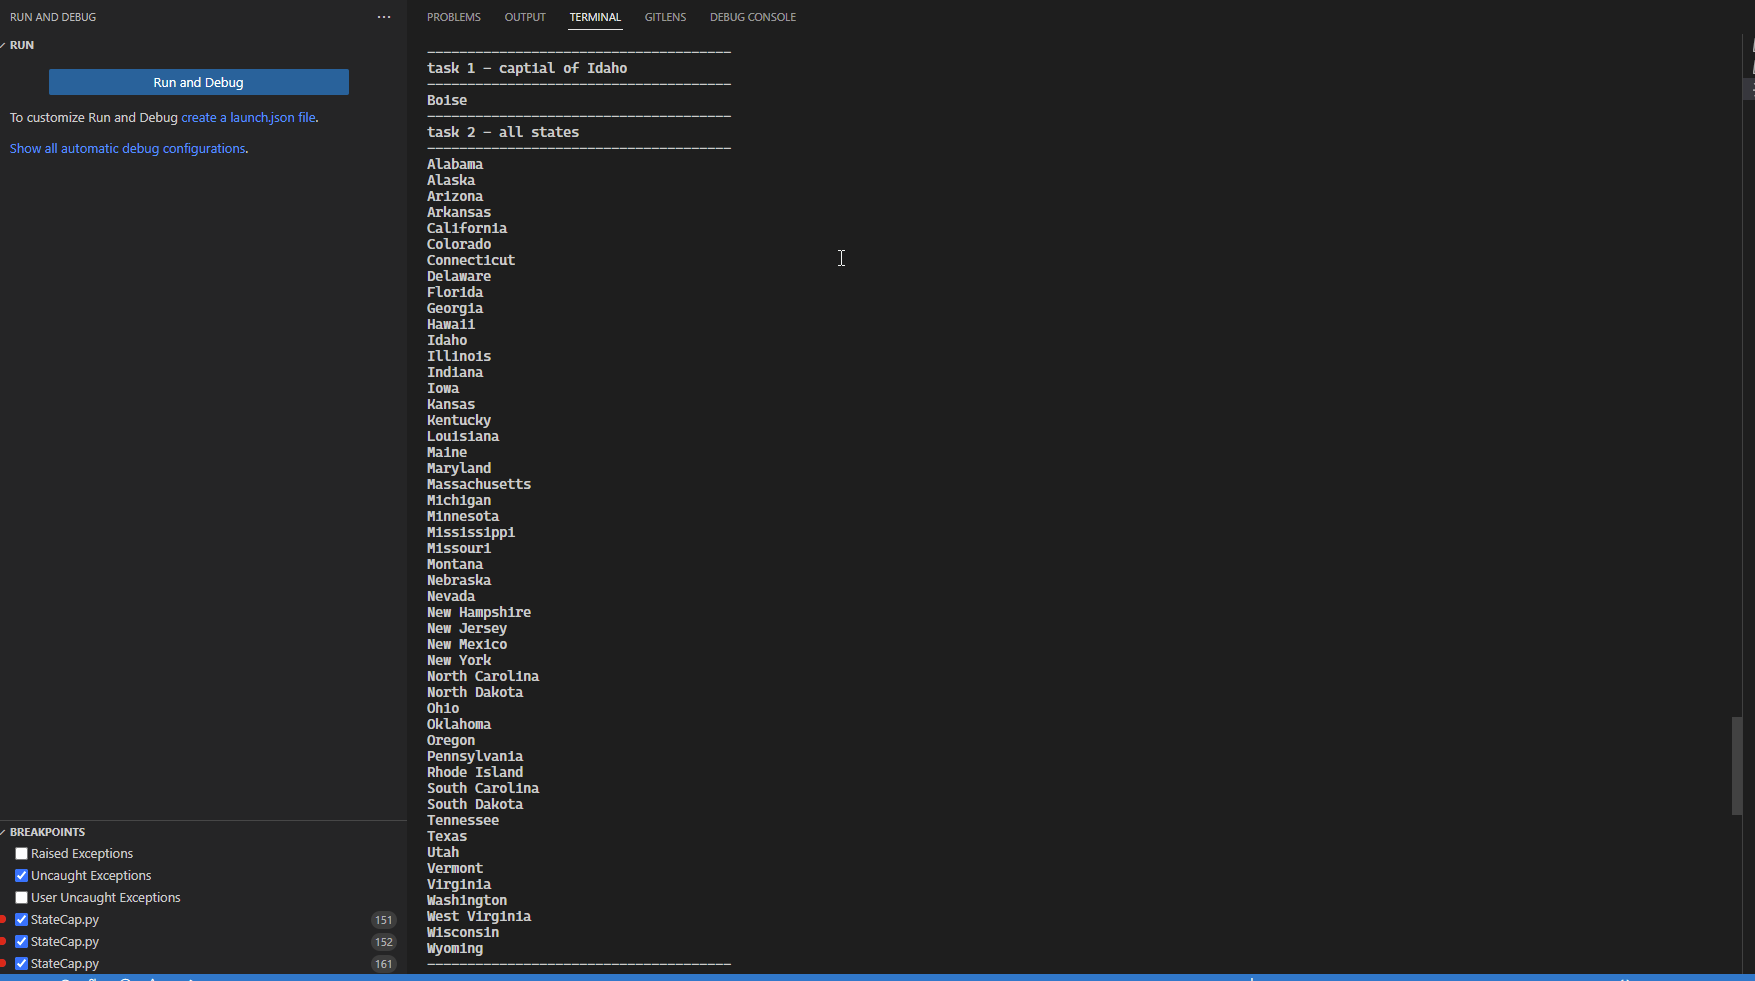 RUN AND DEBUG
RUN
Run and Debug
To customize Run and Debug create a launch.json file.
Show all automatic debug configurations.
BREAKPOINTS
Raised Exceptions
Uncaught Exceptions
User Uncaught Exceptions
StateCap.py 151
StateCap.py 152
StateCap.py 161
PROBLEMS OUTPUT TERMINAL GITLENS DEBUG CONSOLE
--------------------------------------
task 1 - captial of Idaho
--------------------------------------
Boise
--------------------------------------
task 2 - all states
--------------------------------------
Alabama
Alaska
Arizona
Arkansas
California
Colorado
Connecticut
Delaware
Florida
Georgia
Hawaii
Idaho
Illinois
Indiana
Iowa
Kansas
Kentucky
Louisiana
Maine
Maryland
Massachusetts
Michigan
Minnesota
Mississippi
Missouri
Montana
Nebraska
Nevada
New Hampshire
New Jersey
New Mexico
New York
North Carolina
North Dakota
Ohio
Oklahoma
Oregon
Pennsylvania
Rhode Island
South Carolina
South Dakota
Tennessee
Texas
Utah
Vermont
Virginia
Washington
West Virginia
Wisconsin
Wyoming
--------------------------------------